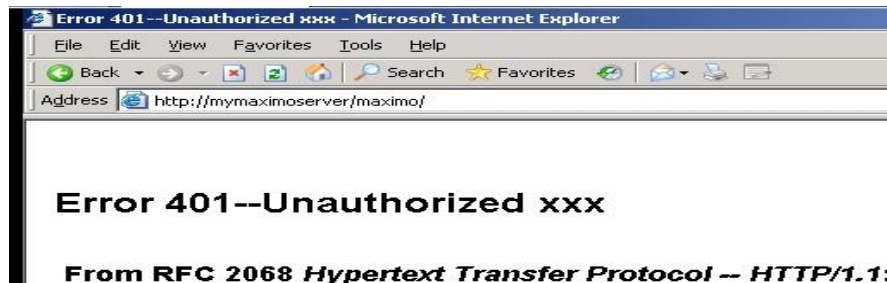 Error 401--Unauthorized xxx - Microsoft Internet Explorer
File Edit View Favorites Tools Help
Back Search Favorites
Address http://mymaximoserver/maximo/
Error 401--Unauthorized xxx
From RFC 2068 Hypertext Transfer Protocol -- HTTP/1.1: